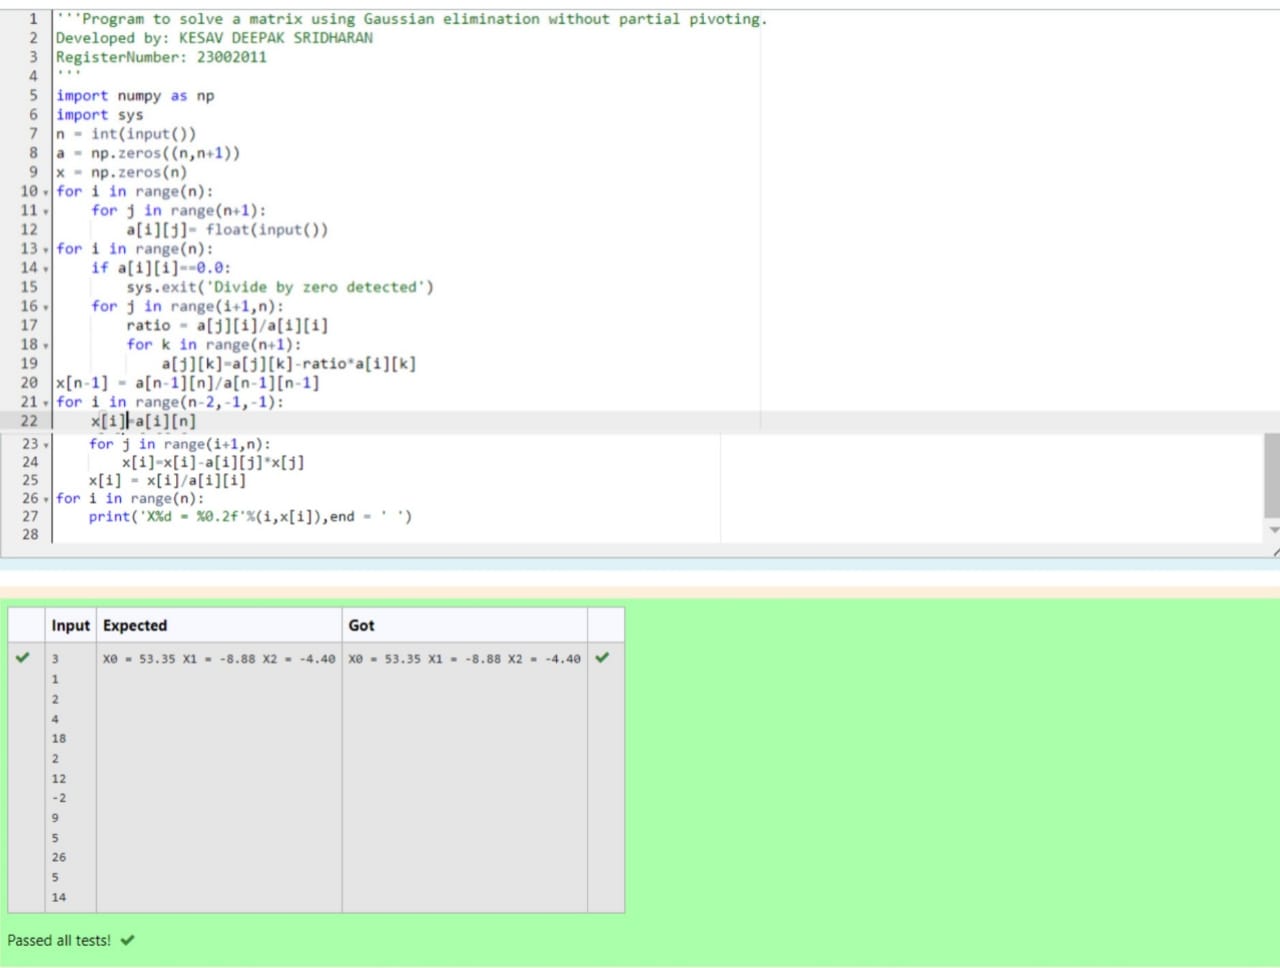 1 '''Program to solve a matrix using Gaussian elimination without partial pivoting.
2 Developed by: KESAV DEEPAK SRIDHARAN
3 RegisterNumber: 23002011
4 '''
5 import numpy as np
6 import sys
7 n = int(input())
8 a = np.zeros((n,n+1))
9 x = np.zeros(n)
10 for i in range(n):
11 for j in range(n+1):
12 a[i][j]= float(input())
13 for i in range(n):
14 if a[i][i]==0.0:
15 sys.exit('Divide by zero detected')
16 for j in range(i+1,n):
17 ratio = a[j][i]/a[i][i]
18 for k in range(n+1):
19 a[j][k]=a[j][k]-ratio*a[i][k]
20 x[n-1] = a[n-1][n]/a[n-1][n-1]
21 for i in range(n-2,-1,-1):
22 x[i]=a[i][n]
23 for j in range(i+1,n):
24 x[i]=x[i]-a[i][j]*x[j]
25 x[i] = x[i]/a[i][i]
26 for i in range(n):
27 print('X%d = %0.2f'%(i,x[i]),end = ' ')
28
Input Expected Got
3 X0 = 53.35 X1 = -8.88 X2 = -4.40 X0 = 53.35 X1 = -8.88 X2 = -4.40
1
2
4
18
2
12
-2
9
5
26
5
14
Passed all tests!